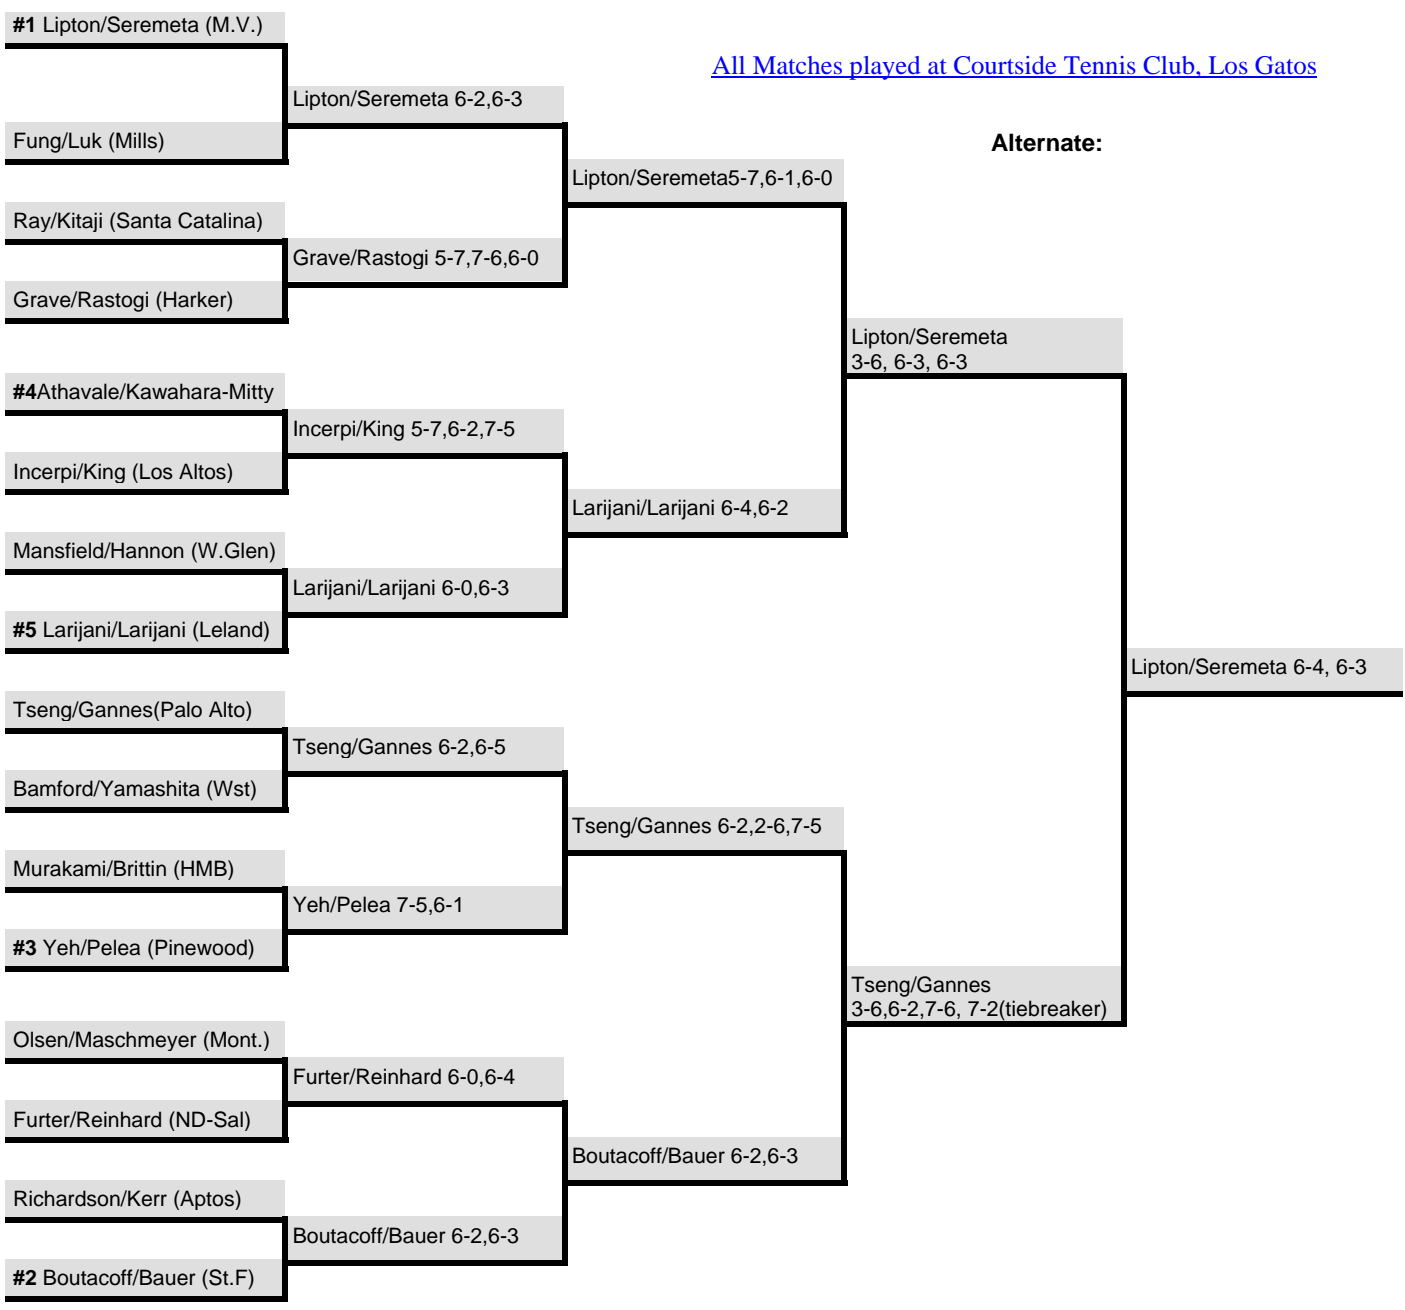 #1 Lipton/Seremeta (M.V.)
All Matches played at Courtside Tennis Club, Los Gatos
Lipton/Seremeta 6-2,6-3
Fung/Luk (Mills)
Alternate:
Lipton/Seremeta5-7,6-1,6-0
Ray/Kitaji (Santa Catalina)
Grave/Rastogi 5-7,7-6,6-0
Grave/Rastogi (Harker)
Lipton/Seremeta
3-6, 6-3, 6-3
#4Athavale/Kawahara-Mitty
Incerpi/King 5-7,6-2,7-5
Incerpi/King (Los Altos)
Larijani/Larijani 6-4,6-2
Mansfield/Hannon (W.Glen)
Larijani/Larijani 6-0,6-3
#5 Larijani/Larijani (Leland)
Lipton/Seremeta 6-4, 6-3
Tseng/Gannes(Palo Alto)
Tseng/Gannes 6-2,6-5
Bamford/Yamashita (Wst)
Tseng/Gannes 6-2,2-6,7-5
Murakami/Brittin (HMB)
Yeh/Pelea 7-5,6-1
#3 Yeh/Pelea (Pinewood)
Tseng/Gannes
3-6,6-2,7-6, 7-2(tiebreaker)
Olsen/Maschmeyer (Mont.)
Furter/Reinhard 6-0,6-4
Furter/Reinhard (ND-Sal)
Boutacoff/Bauer 6-2,6-3
Richardson/Kerr (Aptos)
Boutacoff/Bauer 6-2,6-3
#2 Boutacoff/Bauer (St.F)